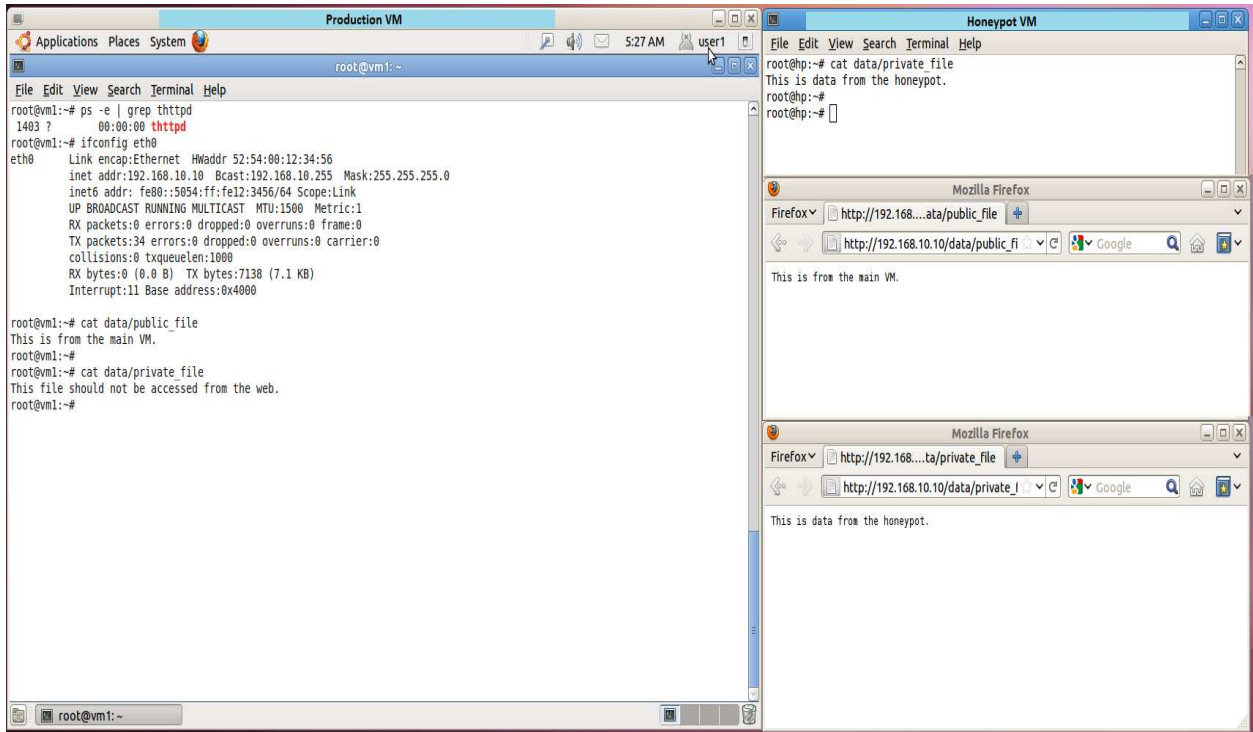 Production VM
Applications Places System 5:27 AM user1
root@vm1: ~
File Edit View Search Terminal Help
root@vm1:~# ps -e | grep thttpd
1403 ? 00:00:00 thttpd
root@vm1:~# ifconfig eth0
eth0 Link encap:Ethernet HWaddr 52:54:00:12:34:56
inet addr:192.168.10.10 Bcast:192.168.10.255 Mask:255.255.255.0
inet6 addr: fe80::5054:ff:fe12:3456/64 Scope:Link
UP BROADCAST RUNNING MULTICAST MTU:1500 Metric:1
RX packets:0 errors:0 dropped:0 overruns:0 frame:0
TX packets:34 errors:0 dropped:0 overruns:0 carrier:0
collisions:0 txqueuelen:1000
RX bytes:0 (0.0 B) TX bytes:7138 (7.1 KB)
Interrupt:11 Base address:0x4000
root@vm1:~# cat data/public_file
This is from the main VM.
root@vm1:~#
root@vm1:~# cat data/private_file
This file should not be accessed from the web.
root@vm1:~#
root@vm1: ~
Honeypot VM
File Edit View Search Terminal Help
root@hp:~# cat data/private_file
This is data from the honeypot.
root@hp:~#
root@hp:~#
Mozilla Firefox
Firefox http://192.168....ata/public_file
http://192.168.10.10/data/public_fi Google
This is from the main VM.
Mozilla Firefox
Firefox http://192.168....ta/private_file
http://192.168.10.10/data/private_f Google
This is data from the honeypot.